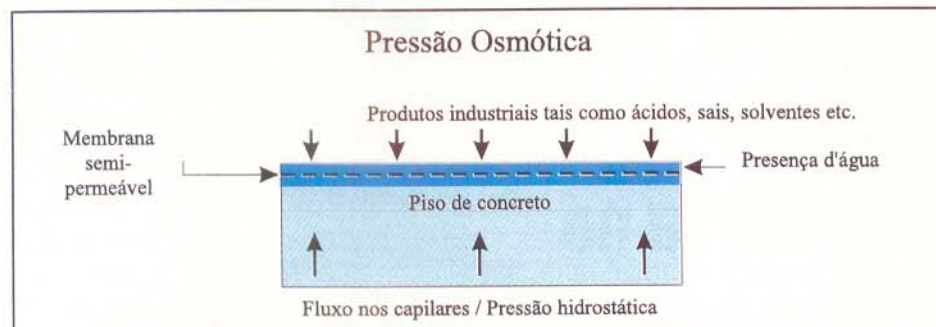 Pressão Osmótica
Produtos industriais tais como ácidos, sais, solventes etc.
Membrana
semi-
permeável
Presença d'água
Piso de concreto
Fluxo nos capilares / Pressão hidrostática